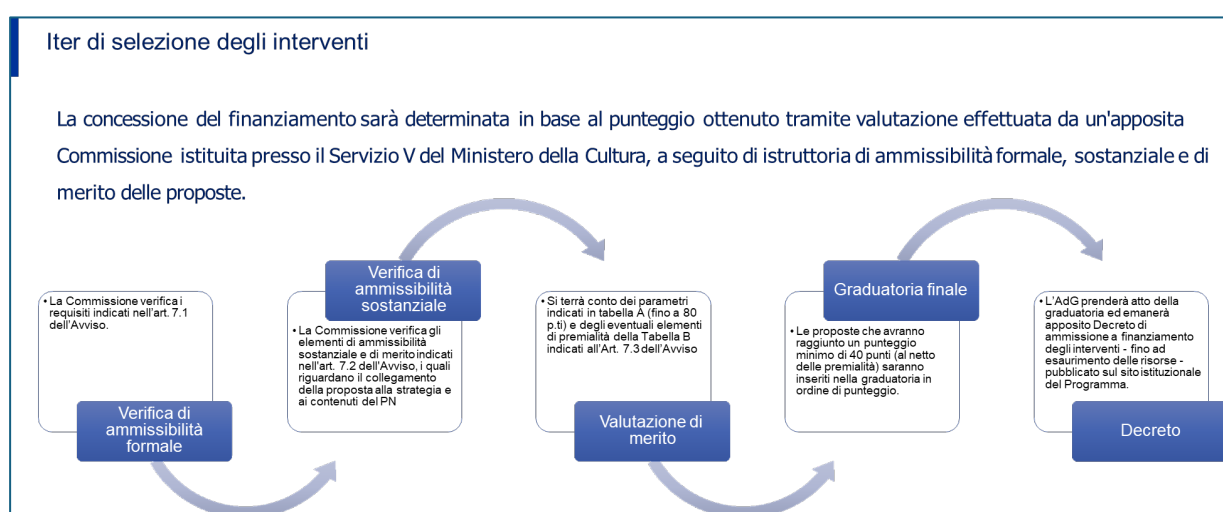 Iter di selezione degli interventi
La concessione del finanziamento sarà determinata in base al punteggio ottenuto tramite valutazione effettuata da un'apposita
Commissione istituita presso il Servizio V del Ministero della Cultura, a seguito di istruttoria di ammissibilità formale, sostanziale e di
merito delle proposte.
• La Commissione verifica i
requisiti indicati nell'art. 7.1
dell'Avviso.
Verifica di
ammissibilità
formale
Verifica di
ammissibilità
sostanziale
• La Commissione verifica gli
elementi di ammissibilità
sostanziale e di merito indicati
nell'art. 7.2 dell'Avviso, i quali
riguardano il collegamento
della proposta alla strategia e
ai contenuti del PN
• Si terrà conto dei parametri
indicati in tabella A (fino a 80
p.ti) e degli eventuali elementi
di premialità della Tabella B
indicati all'Art. 7.3 dell'Avviso
Valutazione di
merito
Graduatoria finale
• Le proposte che avranno
raggiunto un punteggio
minimo di 40 punti (al netto
delle premialità) saranno
inseriti nella graduatoria in
ordine di punteggio.
• L'AdG prenderà atto della
graduatoria ed emanerà
apposito Decreto di
ammissione a finanziamento
degli interventi - fino ad
esaurimento delle risorse -
pubblicato sul sito istituzionale
del Programma.
Decreto